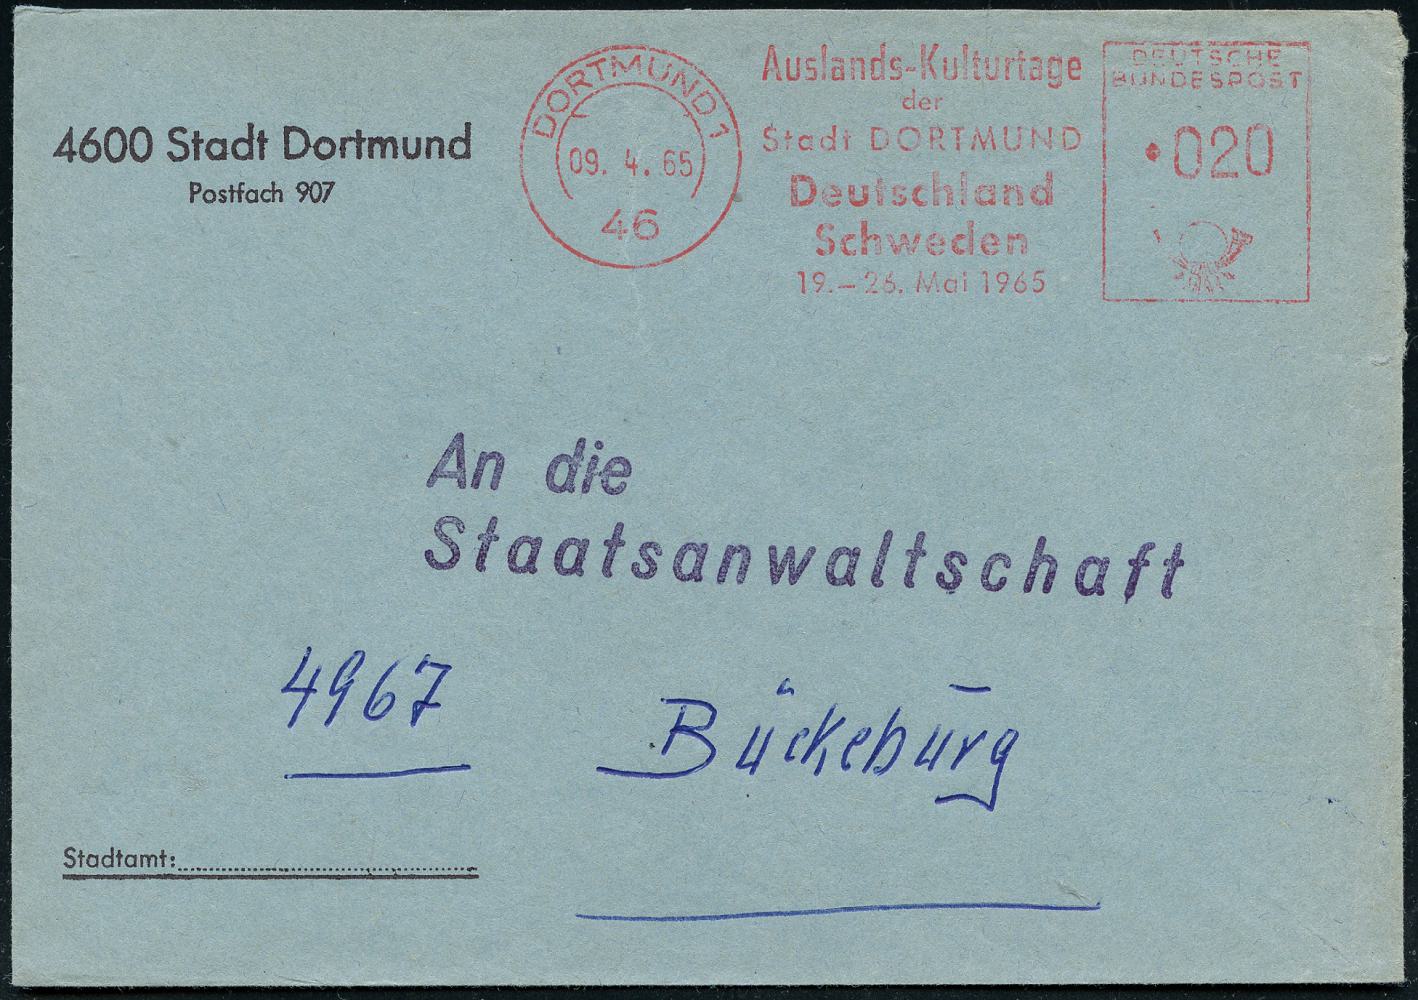 4600 Stadt Dortmund
Postfach 907
DORTMUND 1
09. 4. 65
46
Auslands-Kulturtage
der
Stadt DORTMUND
Deutschland
Schweden
19.–26. Mai 1965
DEUTSCHE
BUNDESPOST
020
An die
Staatsanwaltschaft
4967 Bückeburg
Stadtamt: